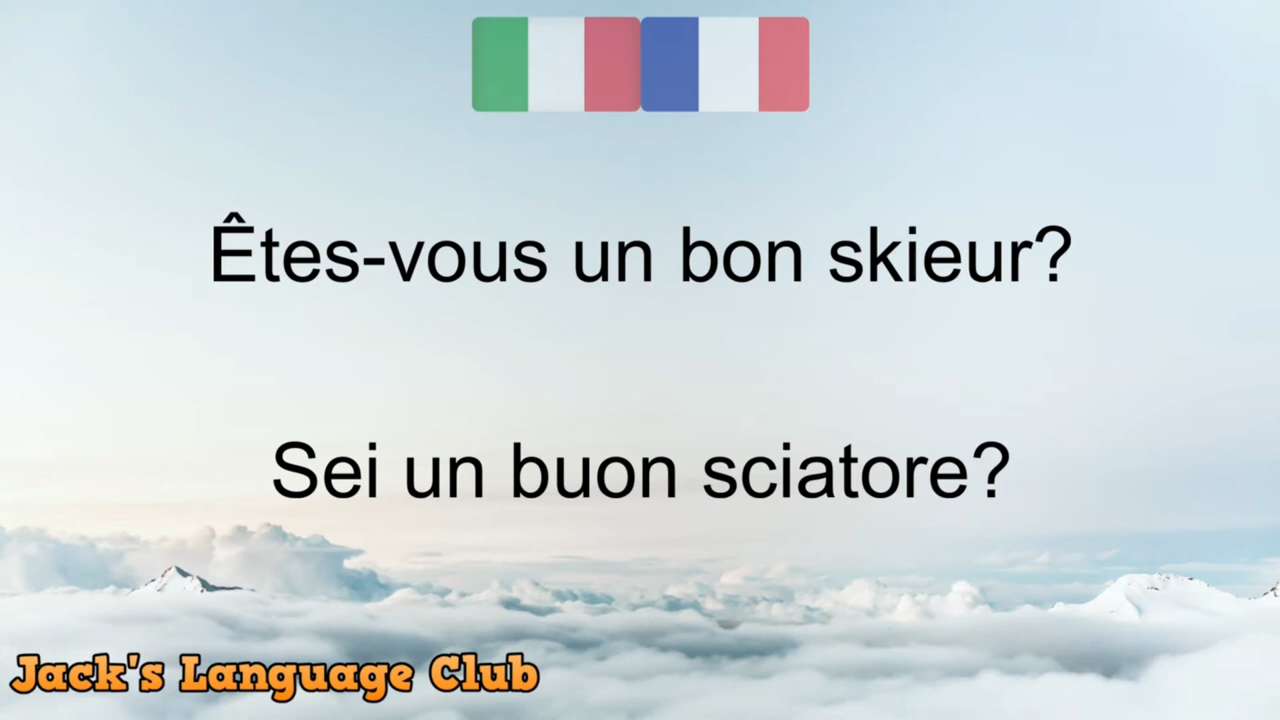 Êtes-vous un bon skieur?
Sei un buon sciatore?
Jack's Language Club